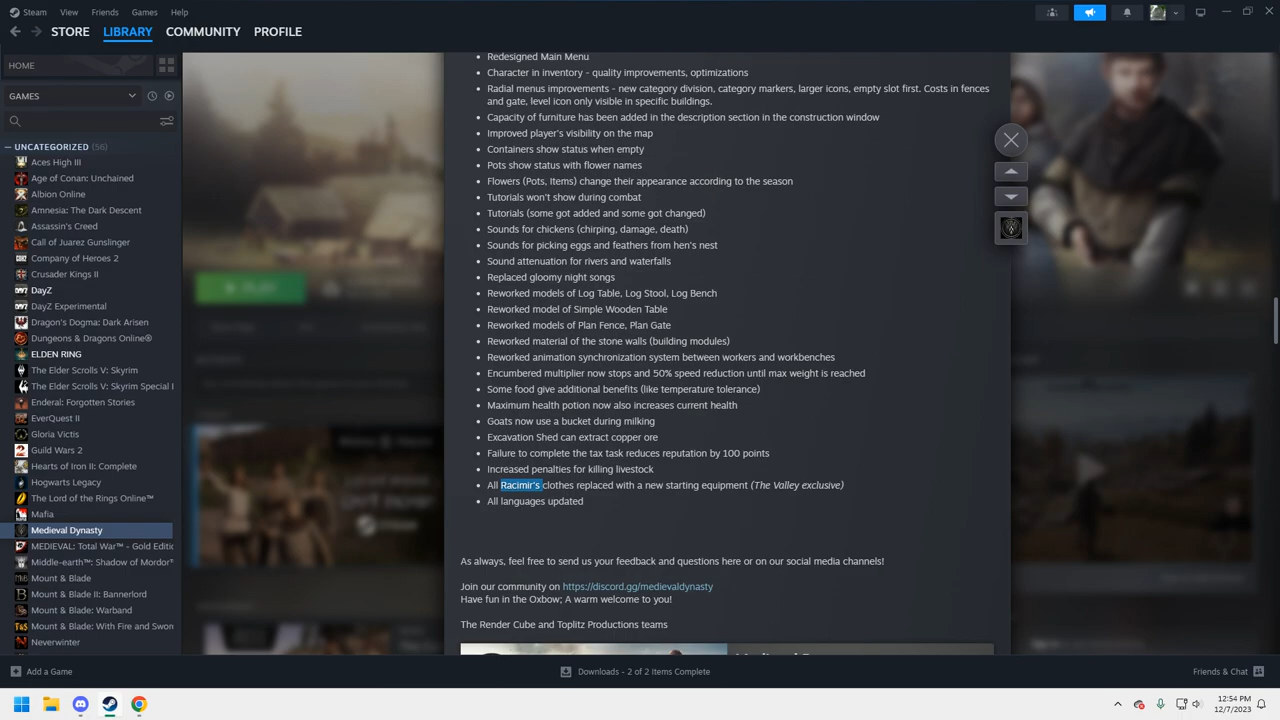 Steam View Friends Games Help
STORE LIBRARY COMMUNITY PROFILE
HOME
GAMES
UNCATEGORIZED (56)
Aces High III
Age of Conan: Unchained
Albion Online
Amnesia: The Dark Descent
Assassin's Creed
Call of Juarez Gunslinger
Company of Heroes 2
Crusader Kings II
DayZ
DayZ Experimental
Dragon's Dogma: Dark Arisen
Dungeons & Dragons Online®
ELDEN RING
The Elder Scrolls V: Skyrim
The Elder Scrolls V: Skyrim Special
Enderal: Forgotten Stories
EverQuest II
Gloria Victis
Guild Wars 2
Hearts of Iron II: Complete
Hogwarts Legacy
The Lord of the Rings Online™
Mafia
Medieval Dynasty
MEDIEVAL: Total War™ - Gold Editi
Middle-earth™: Shadow of Mordor™
Mount & Blade
Mount & Blade II: Bannerlord
Mount & Blade: Warband
Mount & Blade: With Fire and Sword
Neverwinter
Redesigned Main Menu
Character in inventory - quality improvements, optimizations
Radial menus improvements - new category division, category markers, larger icons, empty slot first. Costs in fences
and gate, level icon only visible in specific buildings.
Capacity of furniture has been added in the description section in the construction window
Improved player's visibility on the map
Containers show status when empty
Pots show status with flower names
Flowers (Pots, Items) change their appearance according to the season
Tutorials won't show during combat
Tutorials (some got added and some got changed)
Sounds for chickens (chirping, damage, death)
Sounds for picking eggs and feathers from hen's nest
Sound attenuation for rivers and waterfalls
Replaced gloomy night songs
Reworked models of Log Table, Log Stool, Log Bench
Reworked model of Simple Wooden Table
Reworked models of Plan Fence, Plan Gate
Reworked material of the stone walls (building modules)
Reworked animation synchronization system between workers and workbenches
Encumbered multiplier now stops and 50% speed reduction until max weight is reached
Some food give additional benefits (like temperature tolerance)
Maximum health potion now also increases current health
Goats now use a bucket during milking
Excavation Shed can extract copper ore
Failure to complete the tax task reduces reputation by 100 points
Increased penalties for killing livestock
All Racimir's clothes replaced with a new starting equipment (The Valley exclusive)
All languages updated
As always, feel free to send us your feedback and questions here or on our social media channels!
Join our community on https://discord.gg/medievaldynasty
Have fun in the Oxbow; A warm welcome to you!
The Render Cube and Toplitz Productions teams
Add a Game
Downloads - 2 of 2 Items Complete
Friends & Chat
12:54 PM
12/7/2023